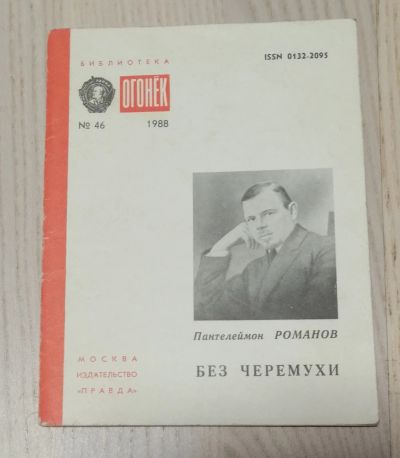 БИБЛИОТЕКА
ISSN 0132-2095
ОГОНЁК
№ 46 1988
Пантелеймон РОМАНОВ
БЕЗ ЧЕРЕМУХИ
МОСКВА
ИЗДАТЕЛЬСТВО
«ПРАВДА»